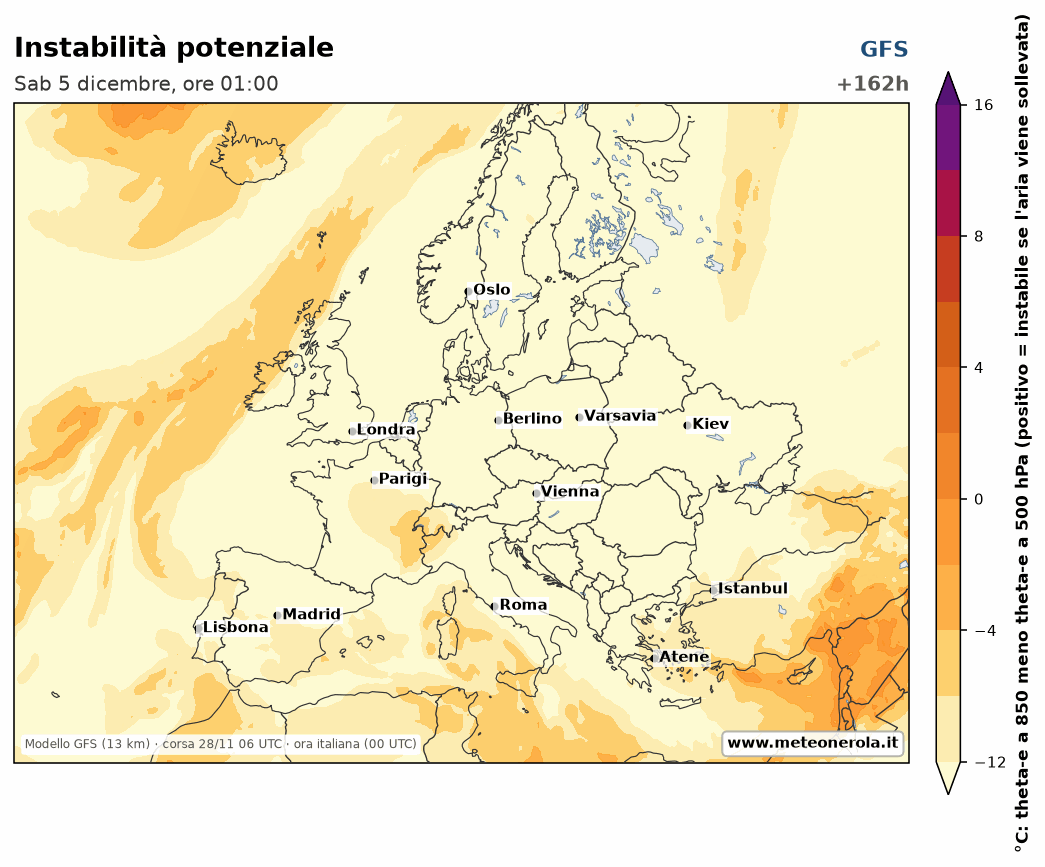 Instabilità potenziale
GFS
Sab 5 dicembre, ore 01:00
+162h
Oslo
Berlino
Varsavia
Kiev
Londra
Parigi
Vienna
Istanbul
Roma
Madrid
Lisbona
Atene
Modello GFS (13 km) · corsa 28/11 06 UTC · ora italiana (00 UTC)
www.meteonerola.it
16
8
4
0
−4
−12
°C: theta-e a 850 meno theta-e a 500 hPa (positivo = instabile se l'aria viene sollevata)